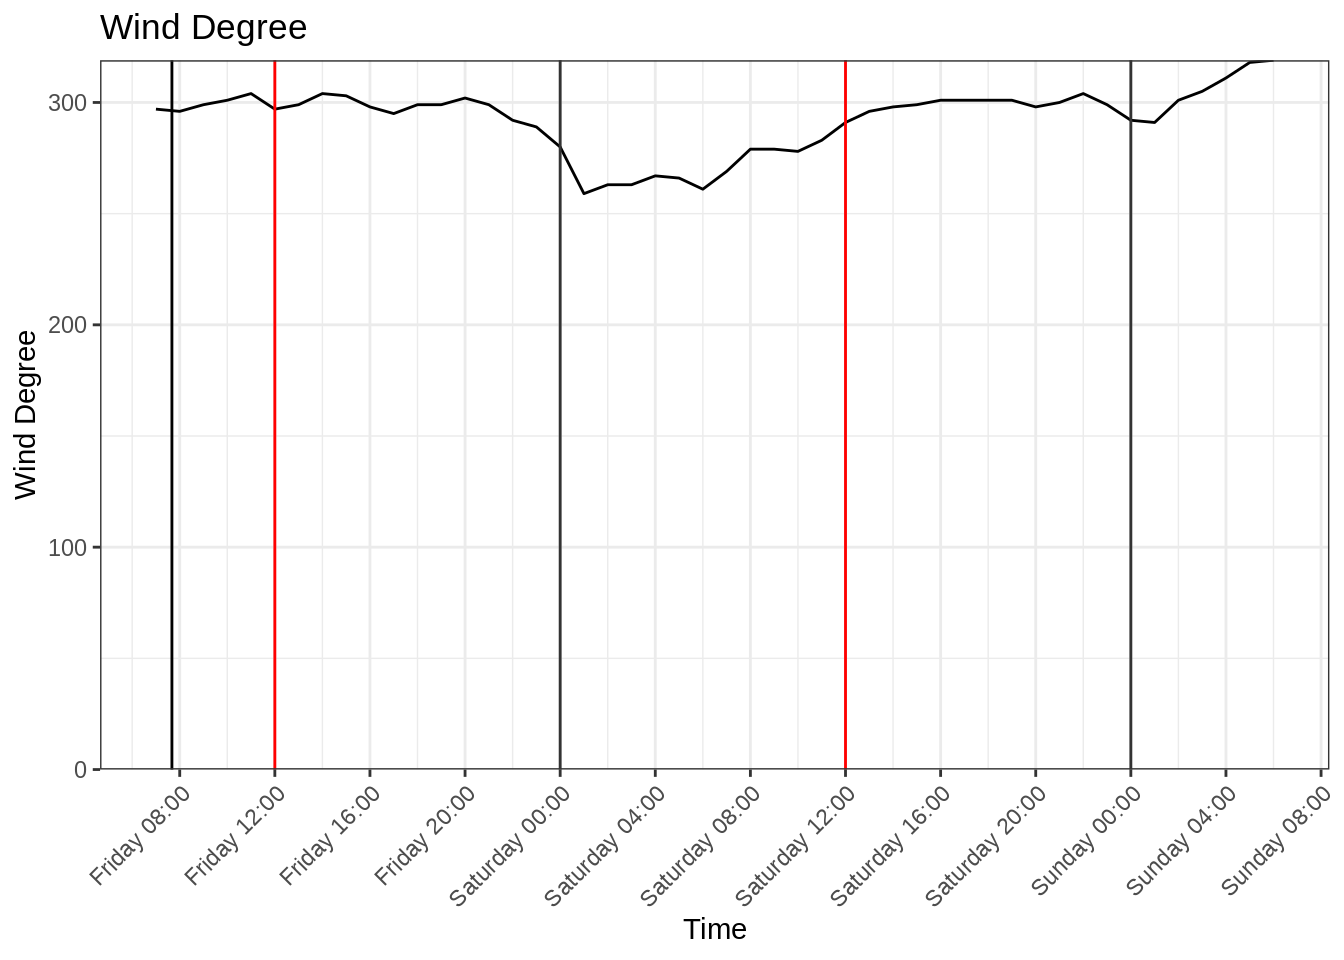 Wind Degree
Wind Degree
300
200
100
0
Friday 08:00
Friday 12:00
Friday 16:00
Friday 20:00
Saturday 00:00
Saturday 04:00
Saturday 08:00
Saturday 12:00
Saturday 16:00
Saturday 20:00
Sunday 00:00
Sunday 04:00
Sunday 08:00
Time